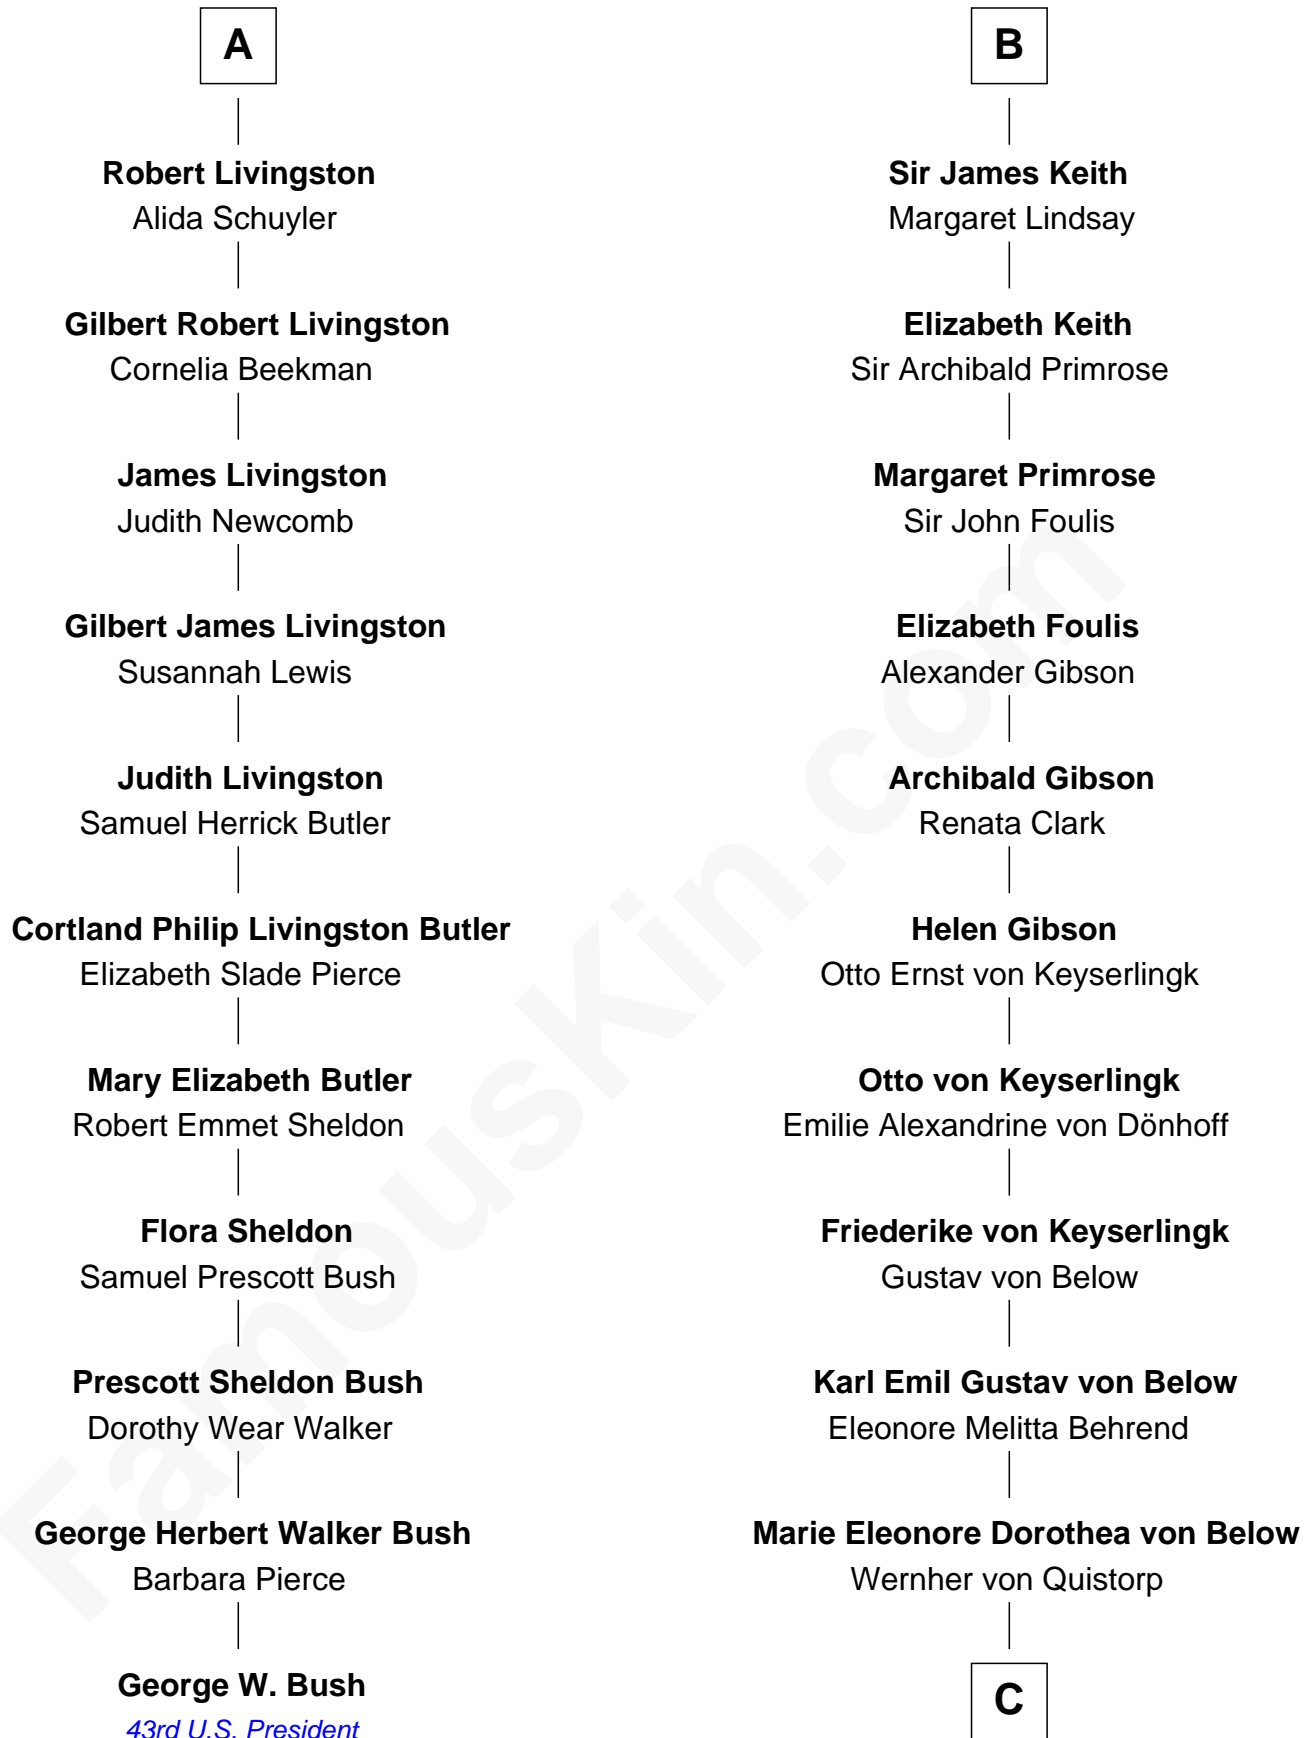 A
Robert Livingston
Alida Schuyler
Gilbert Robert Livingston
Cornelia Beekman
James Livingston
Judith Newcomb
Gilbert James Livingston
Susannah Lewis
Judith Livingston
Samuel Herrick Butler
Cortland Philip Livingston Butler
Elizabeth Slade Pierce
Mary Elizabeth Butler
Robert Emmet Sheldon
Flora Sheldon
Samuel Prescott Bush
Prescott Sheldon Bush
Dorothy Wear Walker
George Herbert Walker Bush
Barbara Pierce
George W. Bush
43rd U.S. President
B
Sir James Keith
Margaret Lindsay
Elizabeth Keith
Sir Archibald Primrose
Margaret Primrose
Sir John Foulis
Elizabeth Foulis
Alexander Gibson
Archibald Gibson
Renata Clark
Helen Gibson
Otto Ernst von Keyserlingk
Otto von Keyserlingk
Emilie Alexandrine von Dönhoff
Friederike von Keyserlingk
Gustav von Below
Karl Emil Gustav von Below
Eleonore Melitta Behrend
Marie Eleonore Dorothea von Below
Wernher von Quistorp
C
FamousKin.com